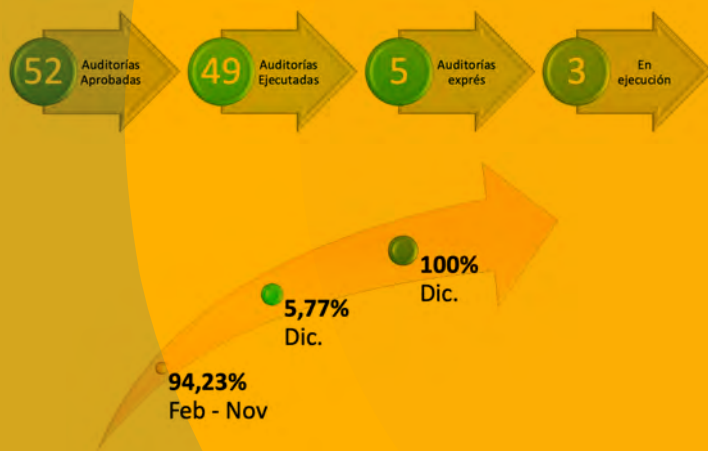 52
Auditorías
Aprobadas
49
Auditorías
Ejecutadas
5
Auditorías
exprés
3
En
ejecución
100%
Dic.
5,77%
Dic.
94,23%
Feb - Nov